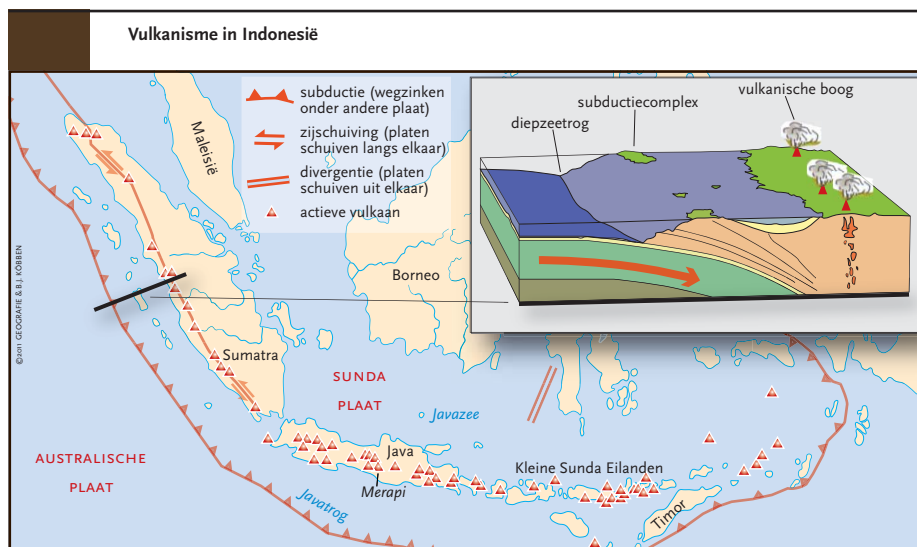 Vulkanisme in Indonesië
subductie (wegzinken
onder andere plaat)
zijschuiving (platen
schuiven langs elkaar)
divergentie (platen
schuiven uit elkaar)
actieve vulkaan
diepzeetrog
subductiecomplex
vulkanische boog
Maleisië
Borneo
Sumatra
SUNDA
PLAAT
Javazee
AUSTRALISCHE
PLAAT
Java
Merapi
Javatrog
Kleine Sunda Eilanden
Timor
©2011 GEOGRAFIE & B.J. KÖBBEN